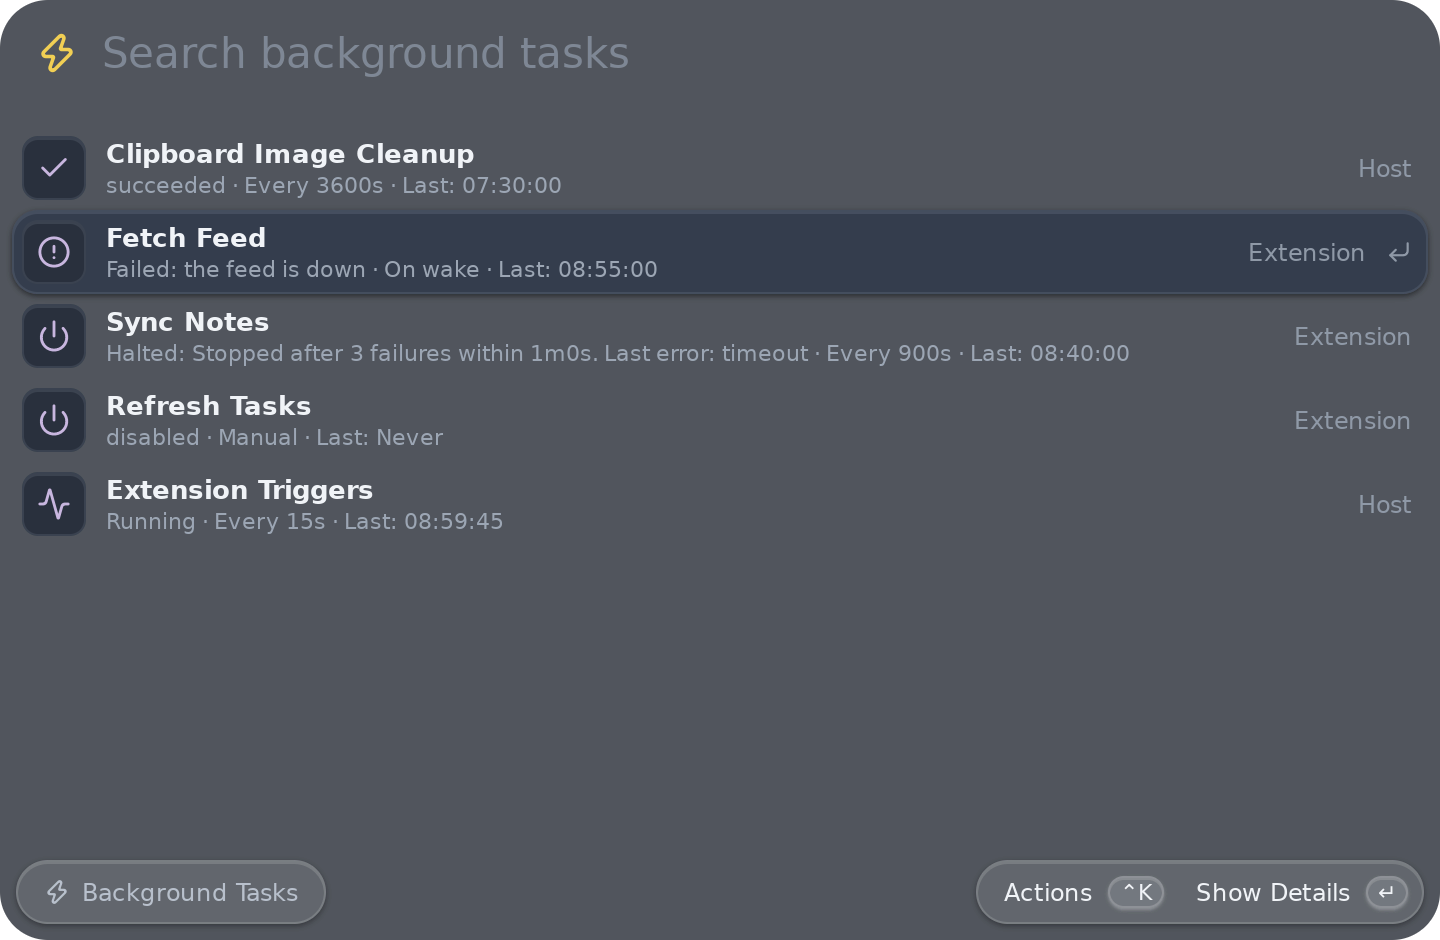 Search background tasks
Clipboard Image Cleanup
succeeded · Every 3600s · Last: 07:30:00
Host
Fetch Feed
Failed: the feed is down · On wake · Last: 08:55:00
Extension
Sync Notes
Halted: Stopped after 3 failures within 1m0s. Last error: timeout · Every 900s · Last: 08:40:00
Extension
Refresh Tasks
disabled · Manual · Last: Never
Extension
Extension Triggers
Running · Every 15s · Last: 08:59:45
Host
Background Tasks
Actions ^K Show Details ↵